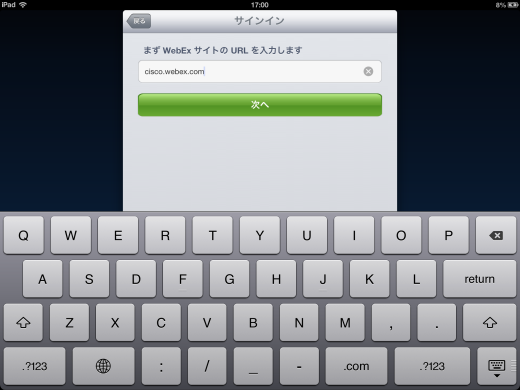 iPad 17:00 8%
戻る サインイン
まず WebEx サイトの URL を入力します
cisco.webex.com
次へ
Q W E R T Y U I O P
A S D F G H J K L return
Z X C V B N M , .
.?123 : / _ - .com .?123